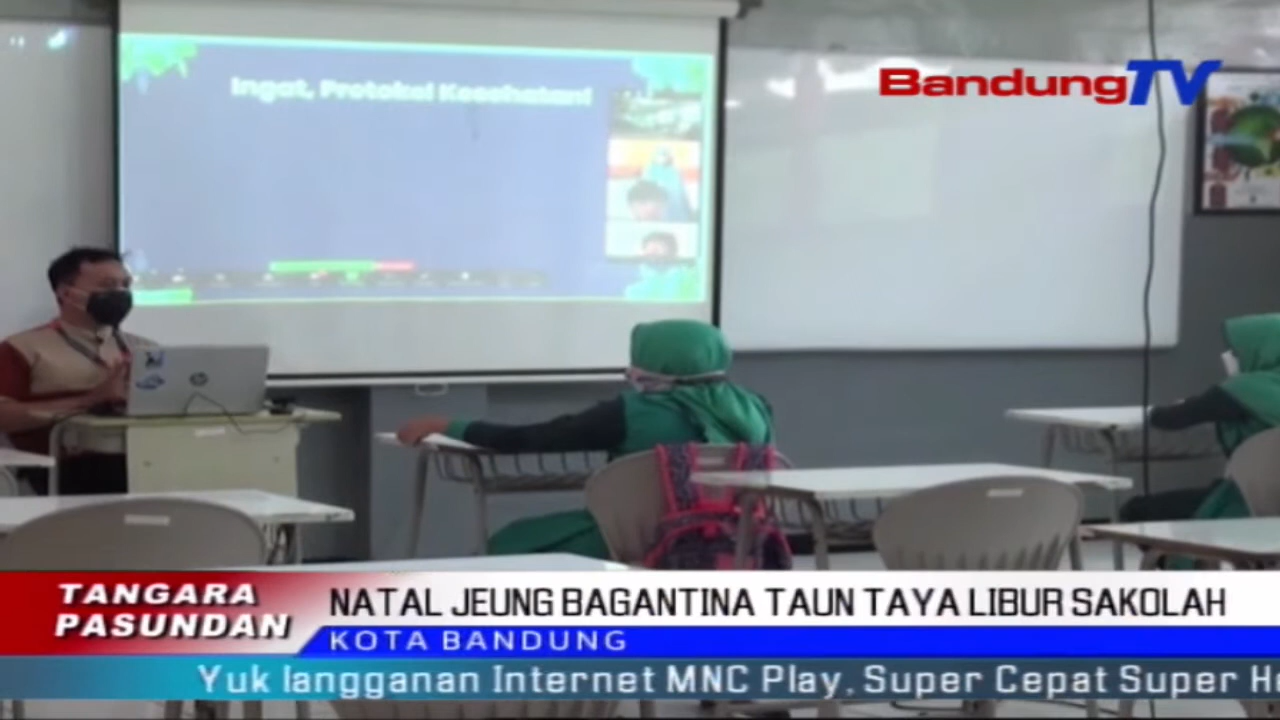 Ingat, Protokol Kesehatan!
BandungTV
TANGARA
PASUNDAN
NATAL JEUNG BAGANTINA TAUN TAYA LIBUR SAKOLAH
KOTA BANDUNG
Yuk langganan Internet MNC Play, Super Cepat Super He